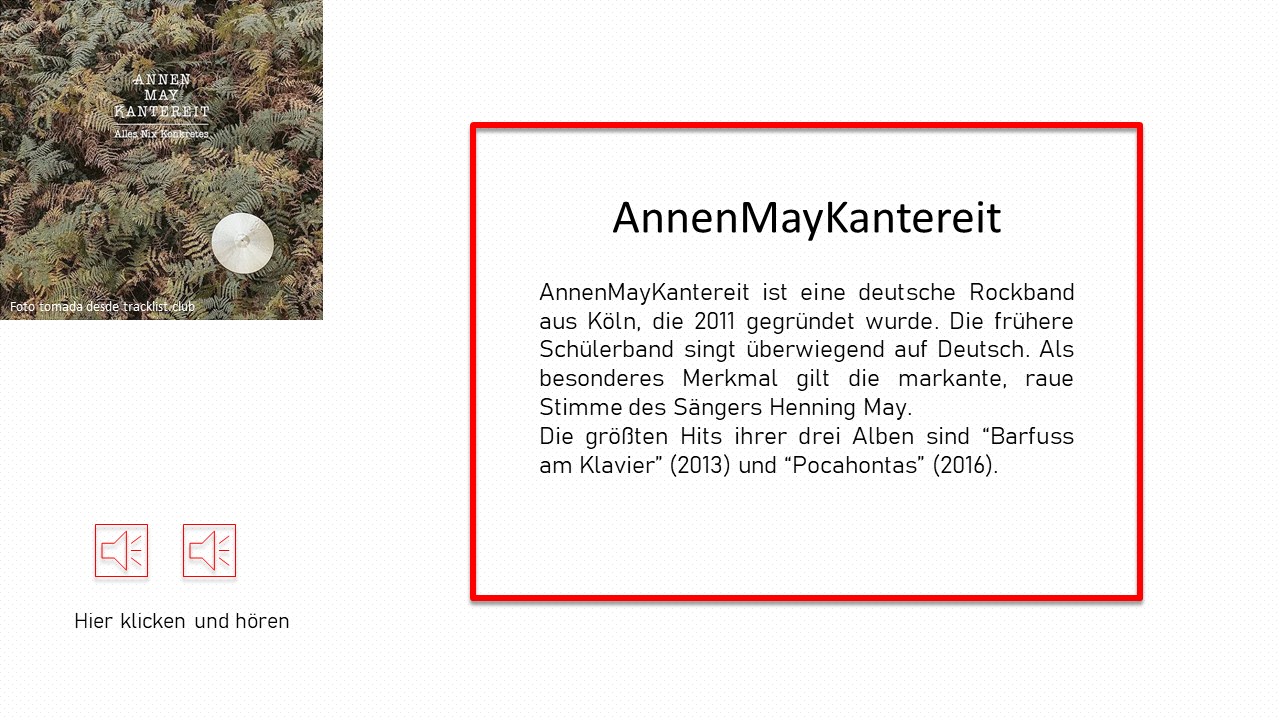 ANNEN
MAY
KANTEREIT
Alles Nix Konkretes
Foto tomada desde tracklist.club
AnnenMayKantereit
AnnenMayKantereit ist eine deutsche Rockband
aus Köln, die 2011 gegründet wurde. Die frühere
Schülerband singt überwiegend auf Deutsch. Als
besonderes Merkmal gilt die markante, raue
Stimme des Sängers Henning May.
Die größten Hits ihrer drei Alben sind “Barfuss
am Klavier” (2013) und “Pocahontas” (2016).
Hier klicken und hören